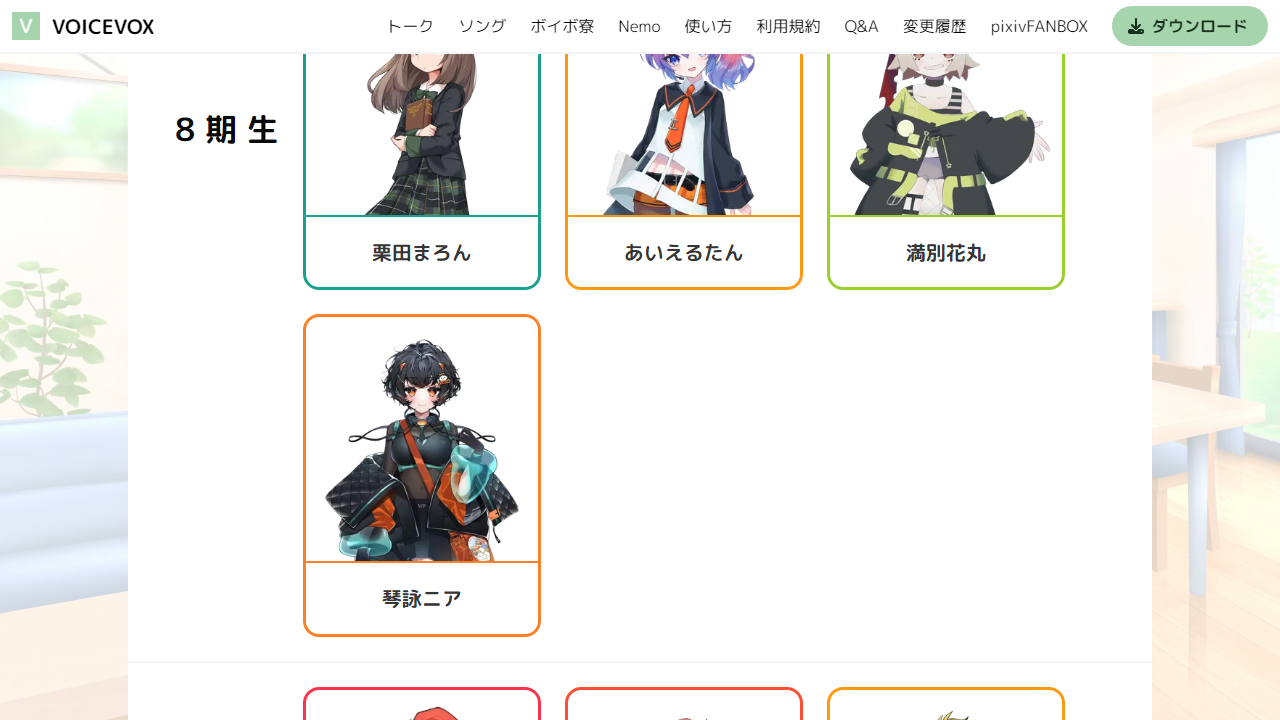 V VOICEVOX トーク ソング ボイボ寮 Nemo 使い方 利用規約 Q&A 変更履歴 pixivFANBOX ダウンロード
8期生
栗田まろん あいえるたん 満別花丸
琴詠ニア